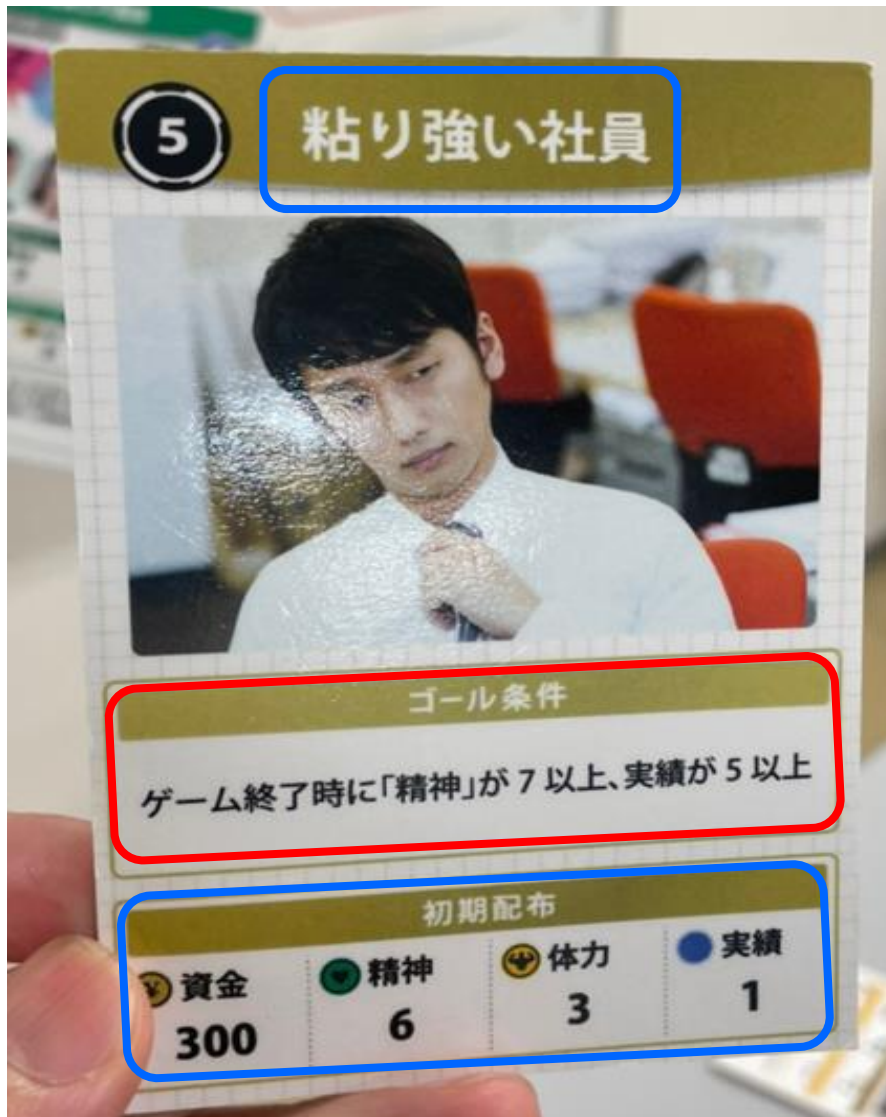 5
粘り強い社員
ゴール条件
ゲーム終了時に「精神」が 7 以上、実績が 5 以上
初期配布
資金 精神 体力 実績
300 6 3 1